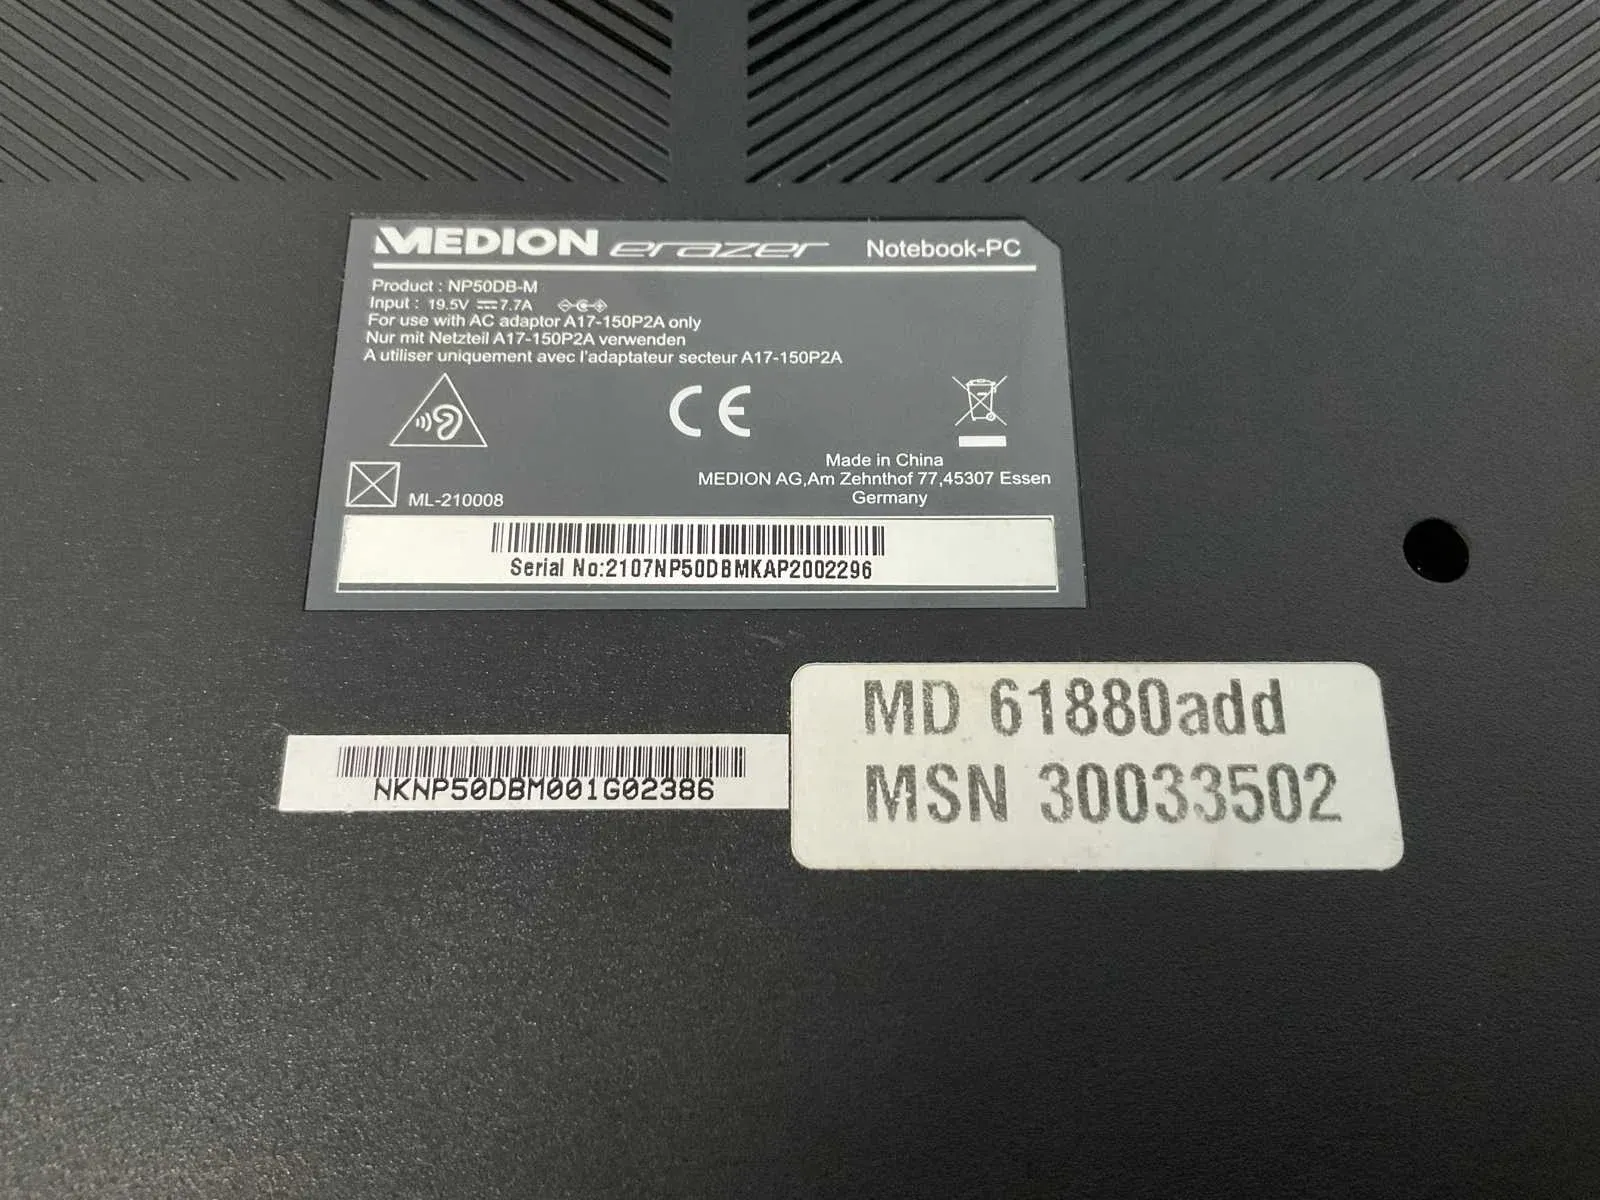 MEDION erazer Notebook-PC
Product : NP50DB-M
Input : 19.5V 7.7A
For use with AC adaptor A17-150P2A only
Nur mit Netzteil A17-150P2A verwenden
A utiliser uniquement avec l'adaptateur secteur A17-150P2A
CE
Made in China
MEDION AG,Am Zehnthof 77,45307 Essen
Germany
ML-210008
Serial No:2107NP50DBMKAP2002296
MD 61880add
MSN 30033502
NKNP50DBM001G02386